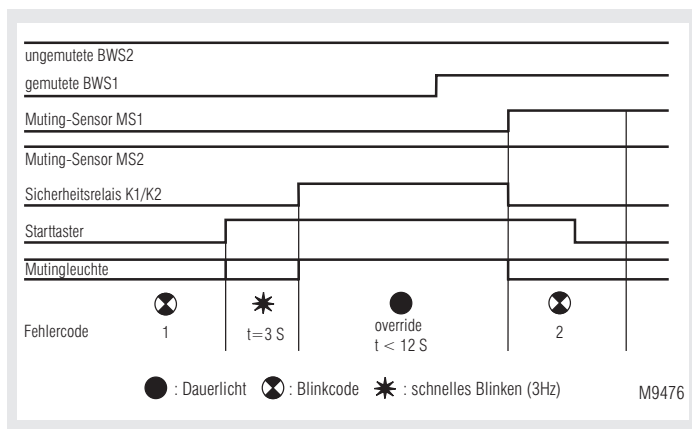 ungemutete BWS2
gemutete BWS1
Muting-Sensor MS1
Muting-Sensor MS2
Sicherheitsrelais K1/K2
Starttaster
Mutingleuchte
Fehlercode 1 t=3 S override t < 12 S 2
: Dauerlicht : Blinkcode : schnelles Blinken (3Hz) M9476